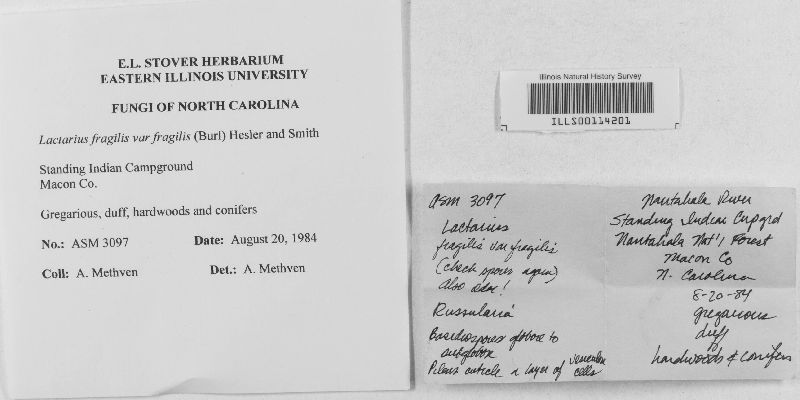 E.L. STOVER HERBARIUM
EASTERN ILLINOIS UNIVERSITY
FUNGI OF NORTH CAROLINA
Lactarius fragilis var fragilis (Burl) Hesler and Smith
Standing Indian Campground
Macon Co.
Gregarious, duff, hardwoods and conifers
No.: ASM 3097 Date: August 20, 1984
Coll: A. Methven Det.: A. Methven
Illinois Natural History Survey
ILLS00114201
ASM 3097
Lactarius
fragilis var fragilis
(check spores again)
also odor!
Russularia
Basidiospores globose to
subglobose
Pileus cuticle a layer of vesicular
cells
Nantahala River
Standing Indian Cmpgrd
Nantahala Nat'l Forest
Macon Co
N. Carolina
8-20-84
gregarious
duff
hardwoods & conifers